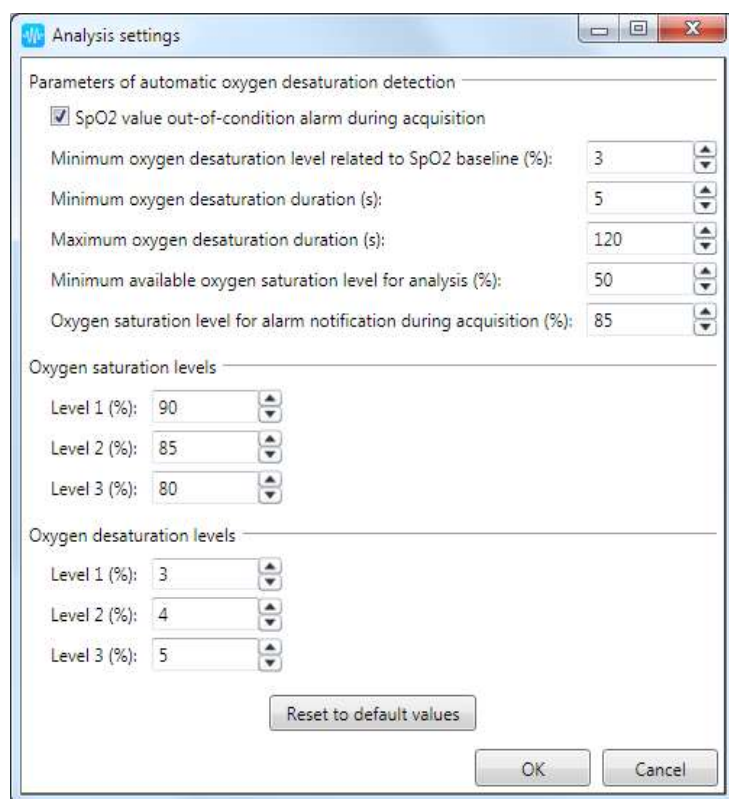 Analysis settings
Parameters of automatic oxygen desaturation detection
SpO2 value out-of-condition alarm during acquisition
Minimum oxygen desaturation level related to SpO2 baseline (%): 3
Minimum oxygen desaturation duration (s): 5
Maximum oxygen desaturation duration (s): 120
Minimum available oxygen saturation level for analysis (%): 50
Oxygen saturation level for alarm notification during acquisition (%): 85
Oxygen saturation levels
Level 1 (%): 90
Level 2 (%): 85
Level 3 (%): 80
Oxygen desaturation levels
Level 1 (%): 3
Level 2 (%): 4
Level 3 (%): 5
Reset to default values
OK Cancel